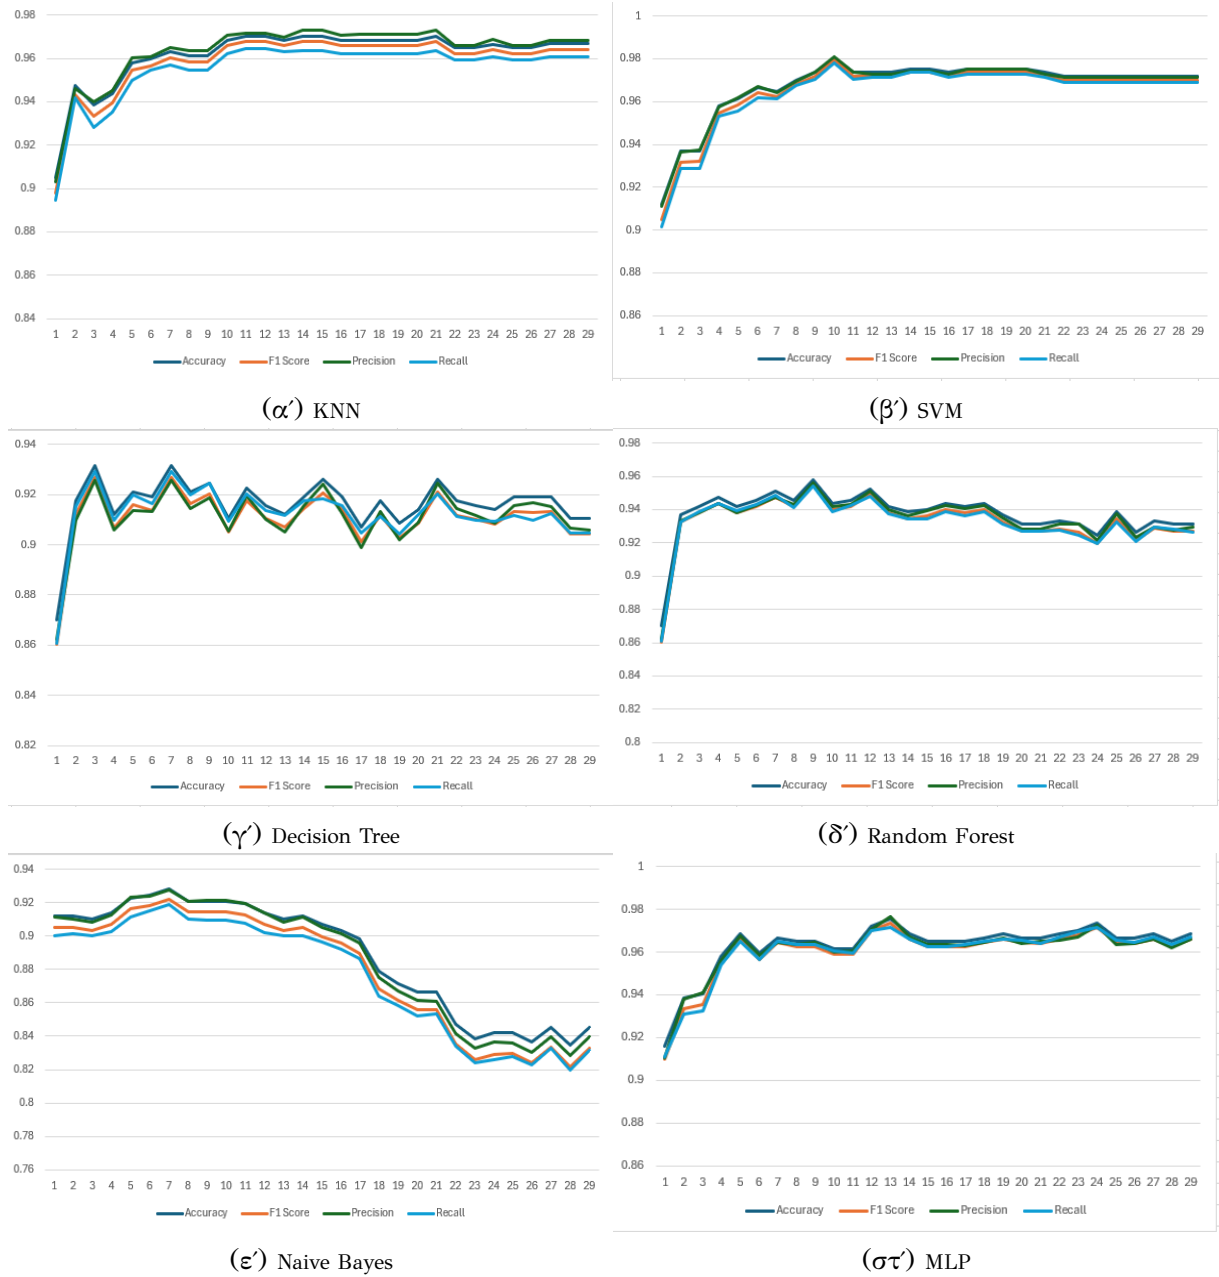 0.98
0.96
0.94
0.92
0.9
0.88
0.86
0.84
1 2 3 4 5 6 7 8 9 10 11 12 13 14 15 16 17 18 19 20 21 22 23 24 25 26 27 28 29
Accuracy F1 Score Precision Recall
(α′) KNN
1
0.98
0.96
0.94
0.92
0.9
0.88
0.86
1 2 3 4 5 6 7 8 9 10 11 12 13 14 15 16 17 18 19 20 21 22 23 24 25 26 27 28 29
Accuracy F1 Score Precision Recall
(β′) SVM
0.94
0.92
0.9
0.88
0.86
0.84
0.82
1 2 3 4 5 6 7 8 9 10 11 12 13 14 15 16 17 18 19 20 21 22 23 24 25 26 27 28 29
Accuracy F1 Score Precision Recall
(γ′) Decision Tree
0.98
0.96
0.94
0.92
0.9
0.88
0.86
0.84
0.82
0.8
1 2 3 4 5 6 7 8 9 10 11 12 13 14 15 16 17 18 19 20 21 22 23 24 25 26 27 28 29
Accuracy F1 Score Precision Recall
(δ′) Random Forest
0.94
0.92
0.9
0.88
0.86
0.84
0.82
0.8
0.78
0.76
1 2 3 4 5 6 7 8 9 10 11 12 13 14 15 16 17 18 19 20 21 22 23 24 25 26 27 28 29
Accuracy F1 Score Precision Recall
(ε′) Naive Bayes
1
0.98
0.96
0.94
0.92
0.9
0.88
0.86
1 2 3 4 5 6 7 8 9 10 11 12 13 14 15 16 17 18 19 20 21 22 23 24 25 26 27 28 29
Accuracy F1 Score Precision Recall
(στ′) MLP